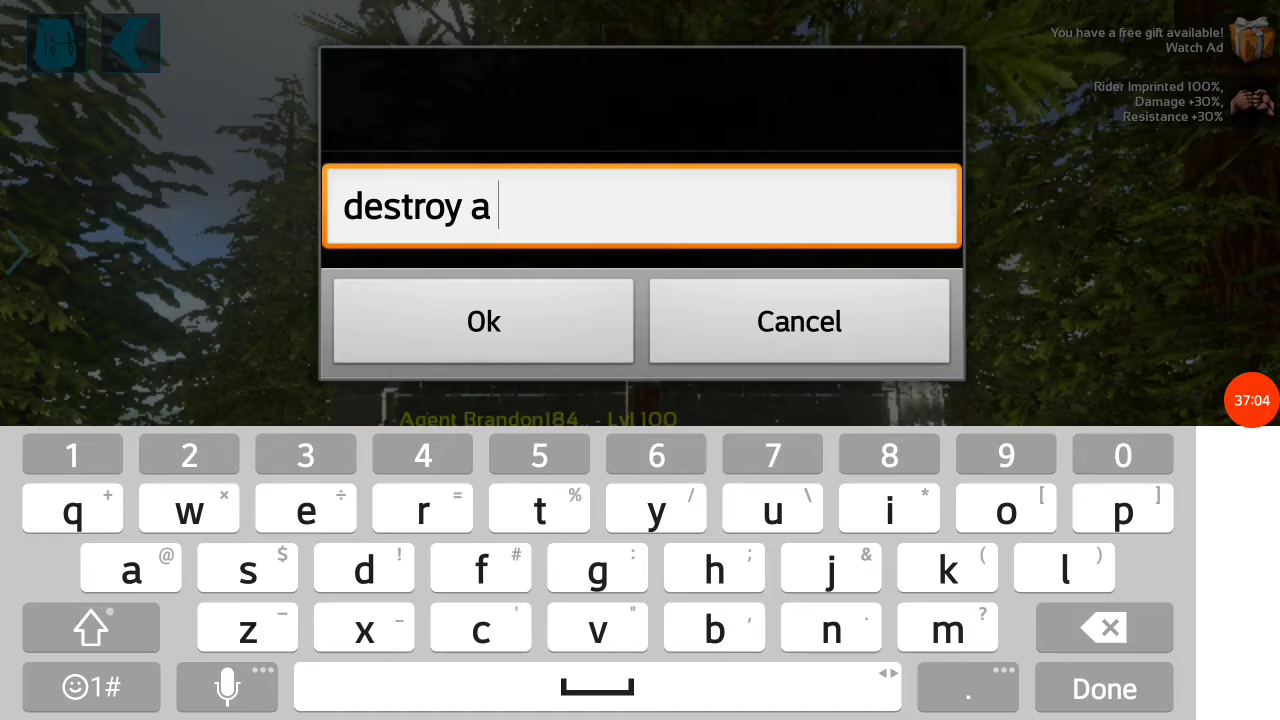 You have a free gift available!
Watch Ad
Rider Imprinted 100%,
Damage +30%,
Resistance +30%
destroy a
Ok
Cancel
Agent Brandon184.. - Lvl 100
37:04
1 2 3 4 5 6 7 8 9 0
q + w × e ÷ r = t % y / u \ i * o [ p ]
a @ s $ d ! f # g : h ; j & k ( l )
z – x - c ' v " b , n . m ?
1# . Done